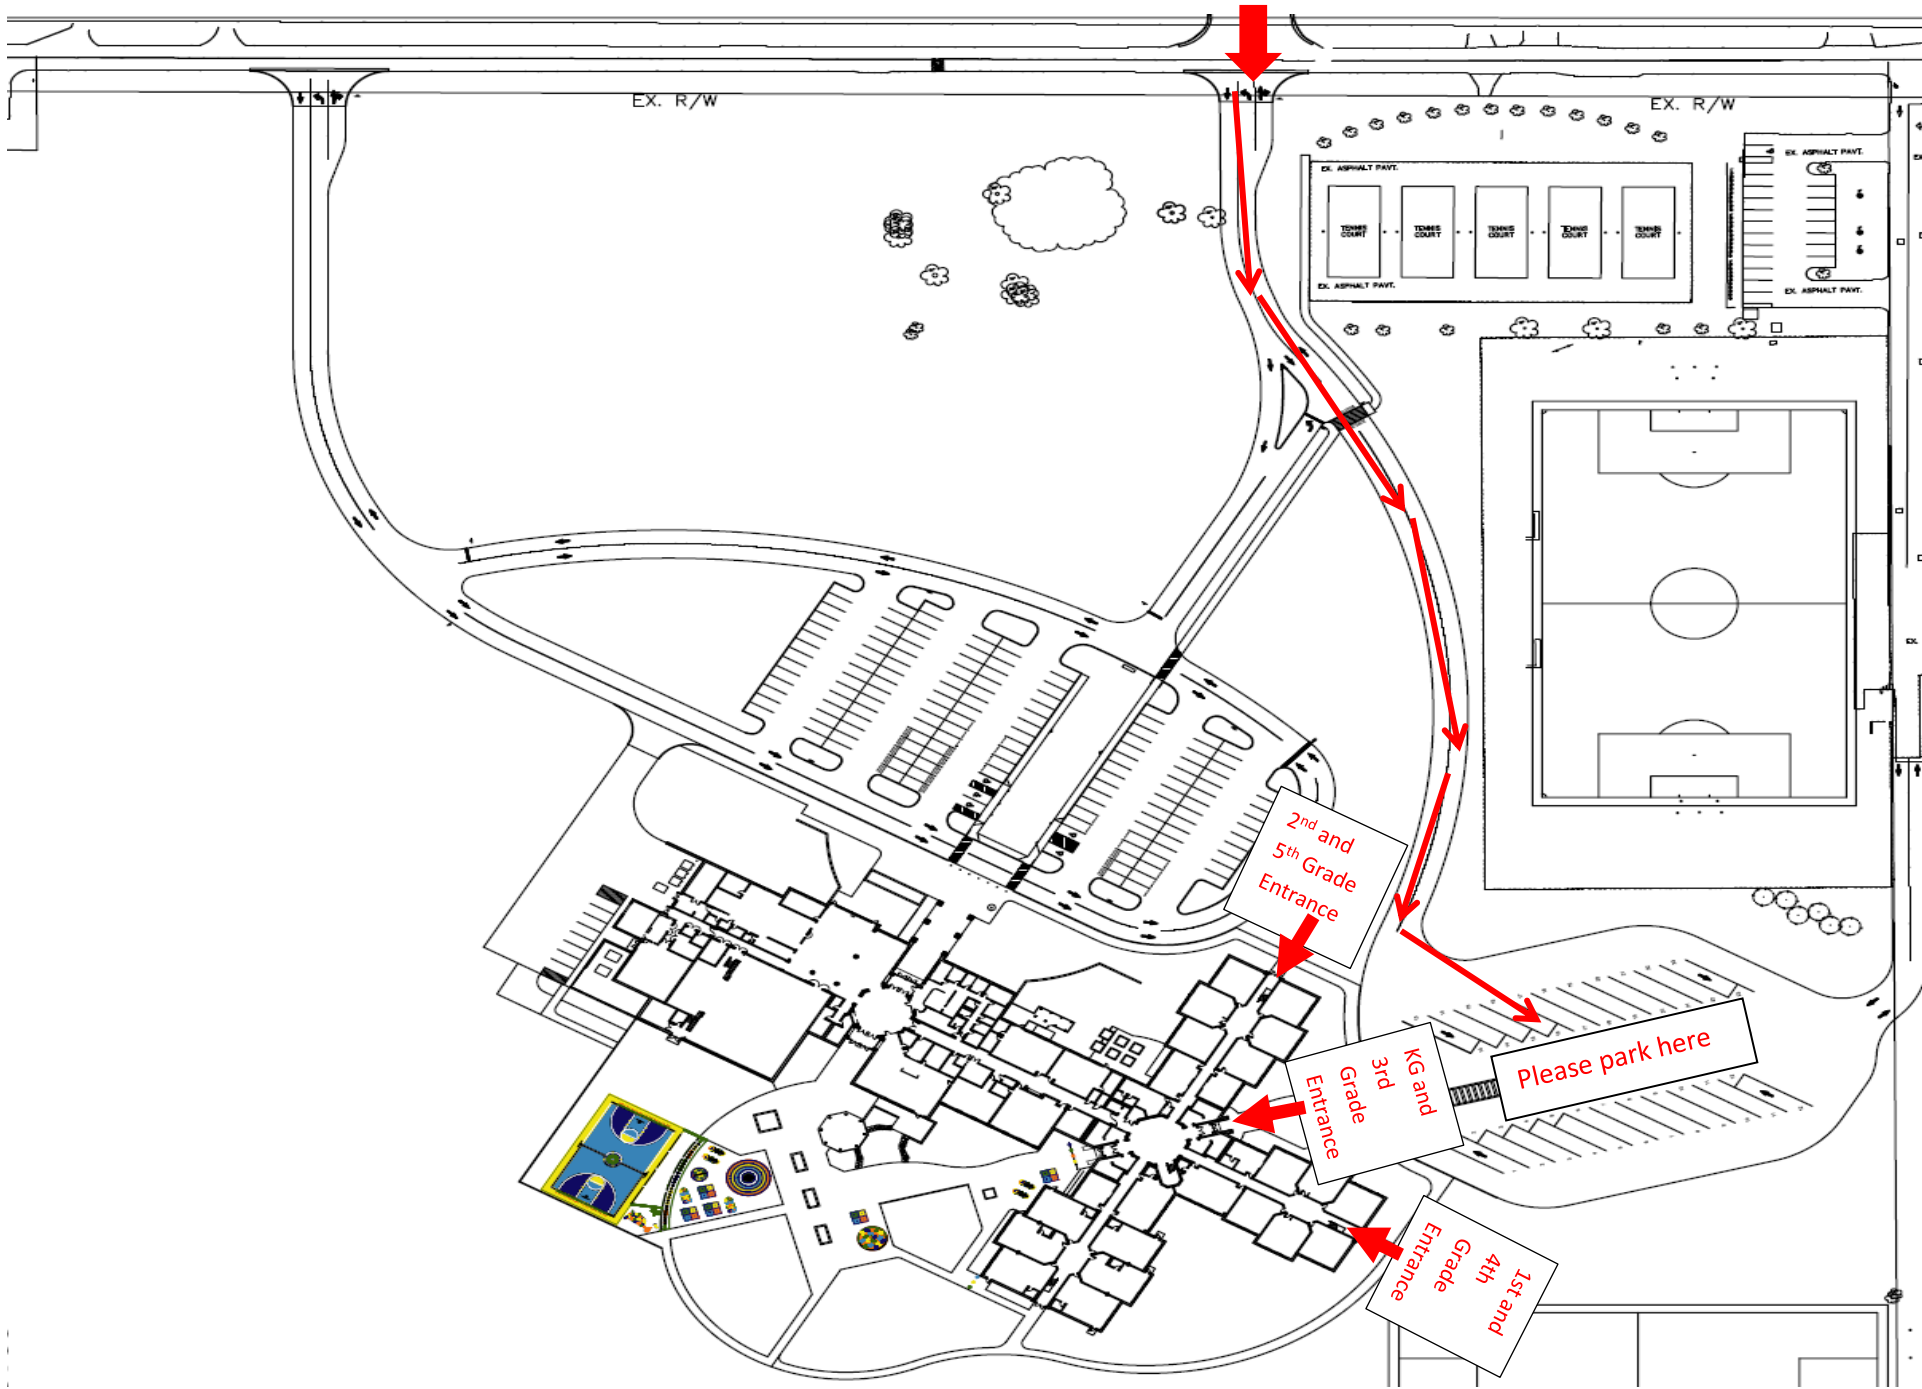 EX. R/W
EX. R/W
EX. ASPHALT PAVT.
EX. ASPHALT PAVT.
TENNIS
COURT
TENNIS
COURT
TENNIS
COURT
TENNIS
COURT
TENNIS
COURT
EX. ASPHALT PAVT.
EX. ASPHALT PAVT.
EX.
2nd and
5th Grade
Entrance
KG and
3rd
Grade
Entrance
Please park here
1st and
4th
Grade
Entrance